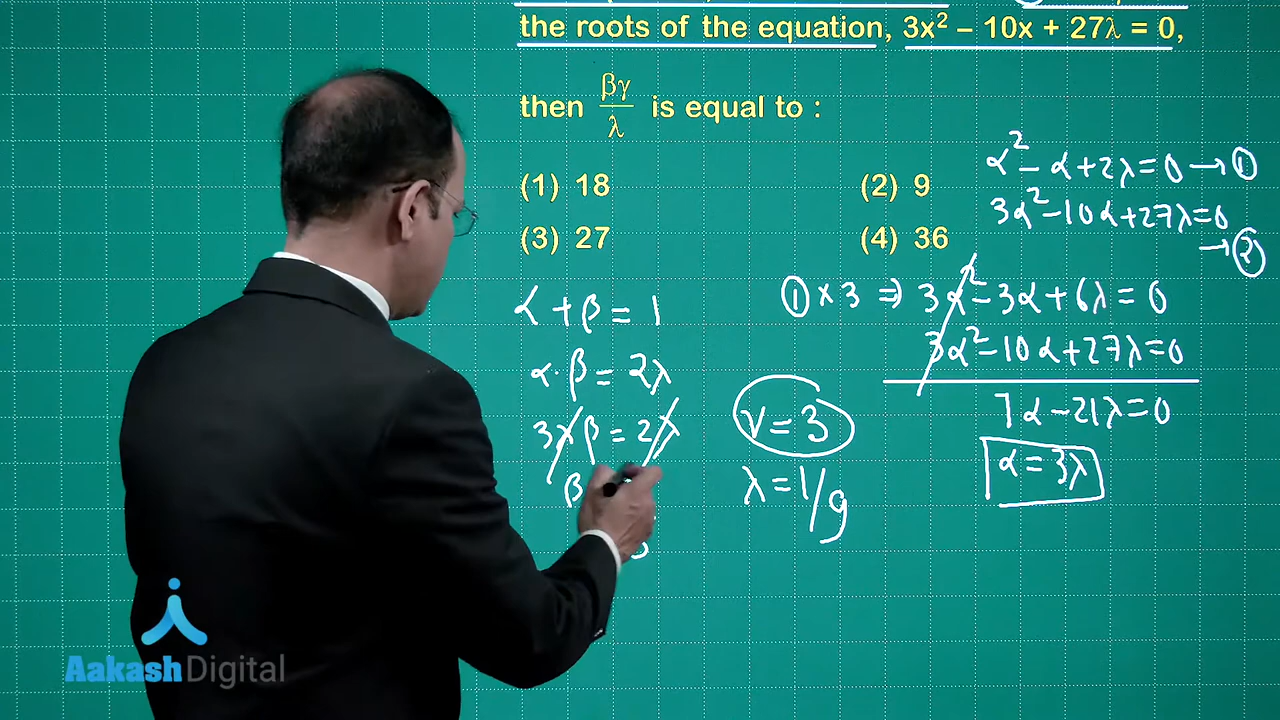 the roots of the equation, 3x² – 10x + 27λ = 0,
then βγ/λ is equal to :
(1) 18
(2) 9
(3) 27
(4) 36
α² - α + 2λ = 0 → ①
3α² - 10α + 27λ = 0
→ ②
① × 3 ⇒ 3α² - 3α + 6λ = 0
3α² - 10α + 27λ = 0
7α - 21λ = 0
α = 3λ
α + β = 1
α · β = 2λ
3λβ = 2λ
β
γ = 3
λ = 1/9
Aakash Digital